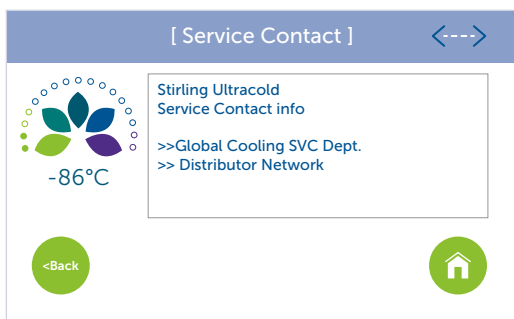 [ Service Contact ]
<---->
Stirling Ultracold
Service Contact info
>>Global Cooling SVC Dept.
>> Distributor Network
-86°C
<Back